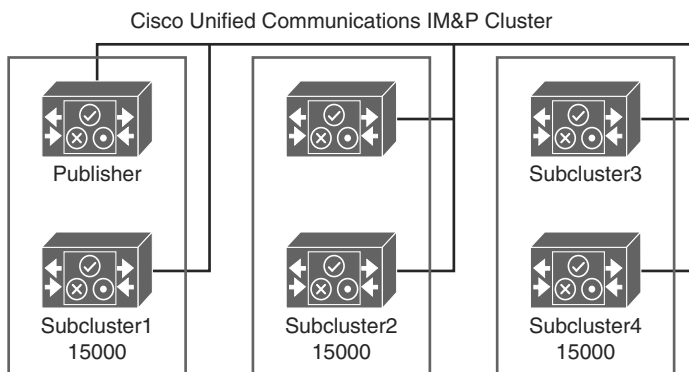 Cisco Unified Communications IM&P Cluster
Publisher
Subcluster3
Subcluster1
15000
Subcluster2
15000
Subcluster4
15000